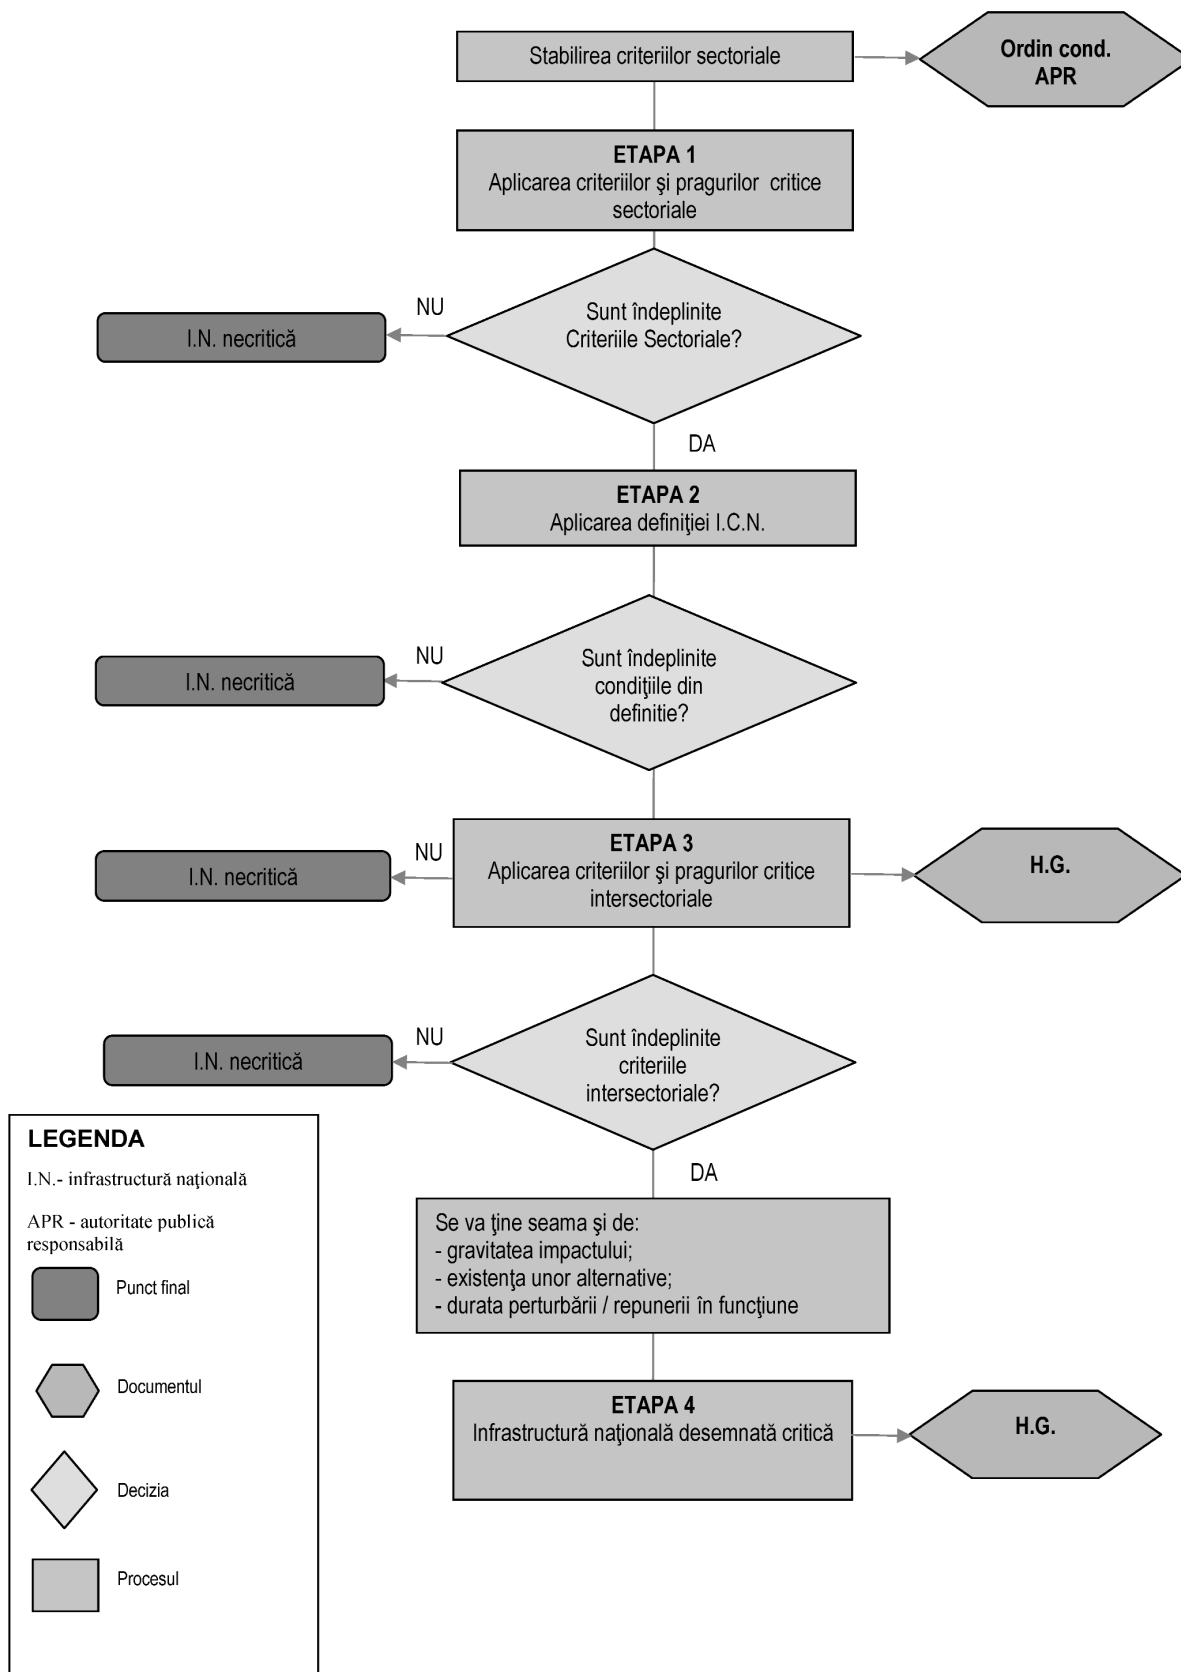 Stabilirea criteriilor sectoriale
Ordin cond.
APR
ETAPA 1
Aplicarea criteriilor şi pragurilor critice
sectoriale
Sunt îndeplinite
Criteriile Sectoriale?
NU
I.N. necritică
DA
ETAPA 2
Aplicarea definiţiei I.C.N.
Sunt îndeplinite
condiţiile din
definitie?
NU
I.N. necritică
ETAPA 3
Aplicarea criteriilor şi pragurilor critice
intersectoriale
NU
I.N. necritică
H.G.
Sunt îndeplinite
criteriile
intersectoriale?
NU
I.N. necritică
DA
Se va ţine seama şi de:
- gravitatea impactului;
- existenţa unor alternative;
- durata perturbării / repunerii în funcţiune
ETAPA 4
Infrastructură naţională desemnată critică
H.G.
LEGENDA
I.N.- infrastructură naţională
APR - autoritate publică
responsabilă
Punct final
Documentul
Decizia
Procesul